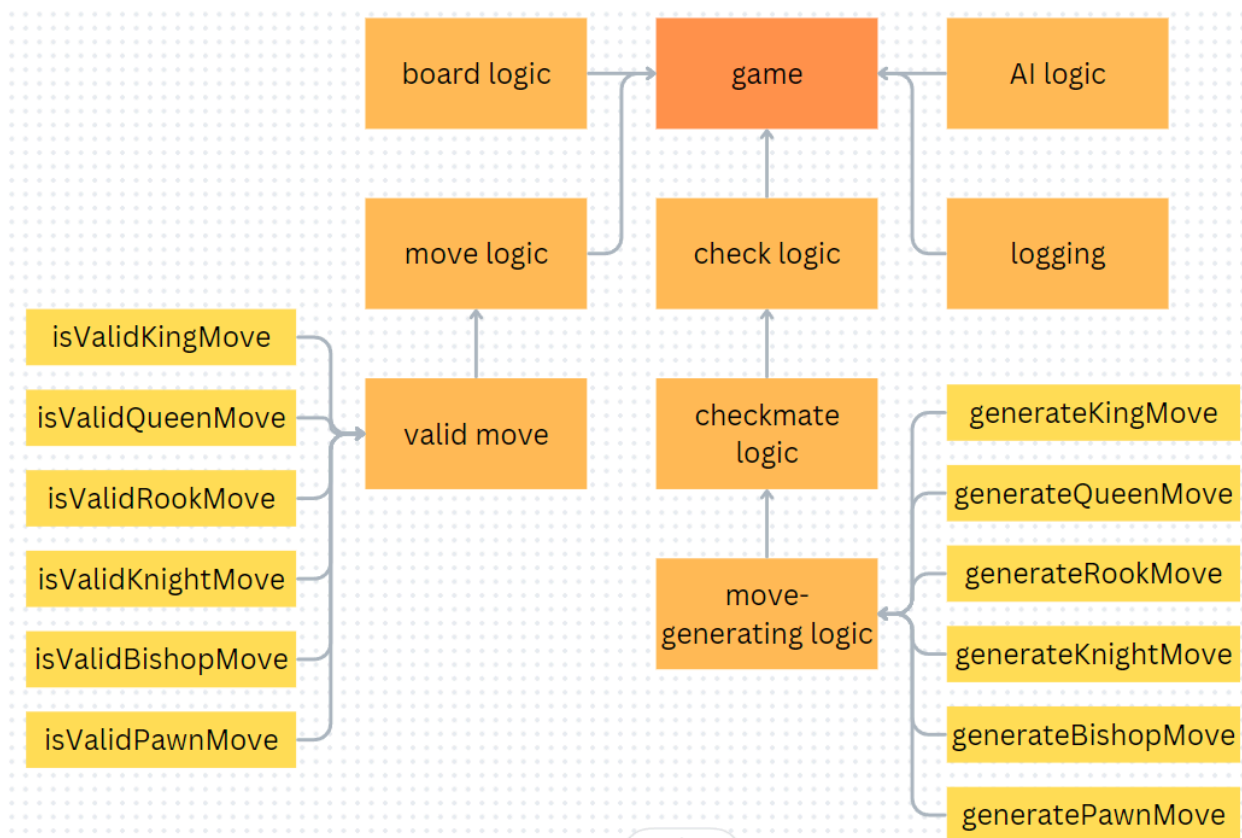 board logic
game
AI logic
move logic
check logic
logging
isValidKingMove
isValidQueenMove
isValidRookMove
isValidKnightMove
isValidBishopMove
isValidPawnMove
valid move
checkmate
logic
move-
generating logic
generateKingMove
generateQueenMove
generateRookMove
generateKnightMove
generateBishopMove
generatePawnMove